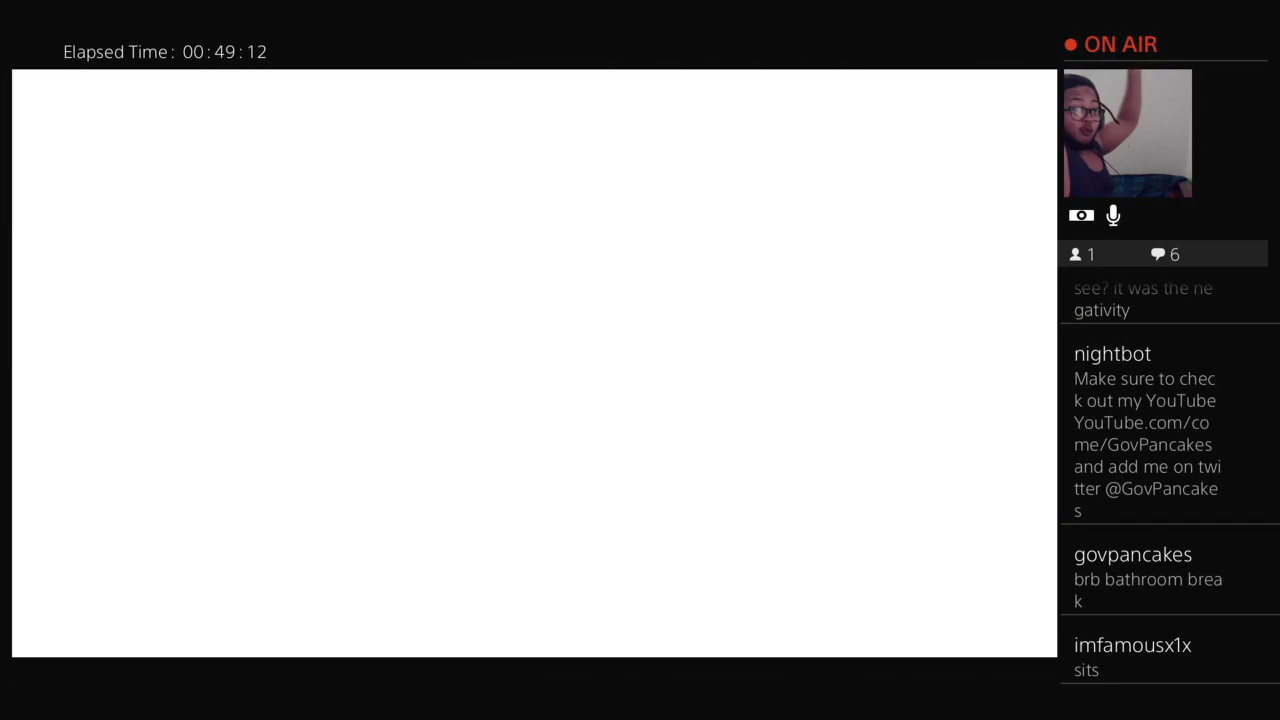 Elapsed Time: 00:49:12
ON AIR
1 6
see? it was the ne
gativity
nightbot
Make sure to chec
k out my YouTube
YouTube.com/co
me/GovPancakes
and add me on twi
tter @GovPancake
s
govpancakes
brb bathroom brea
k
imfamousx1x
sits